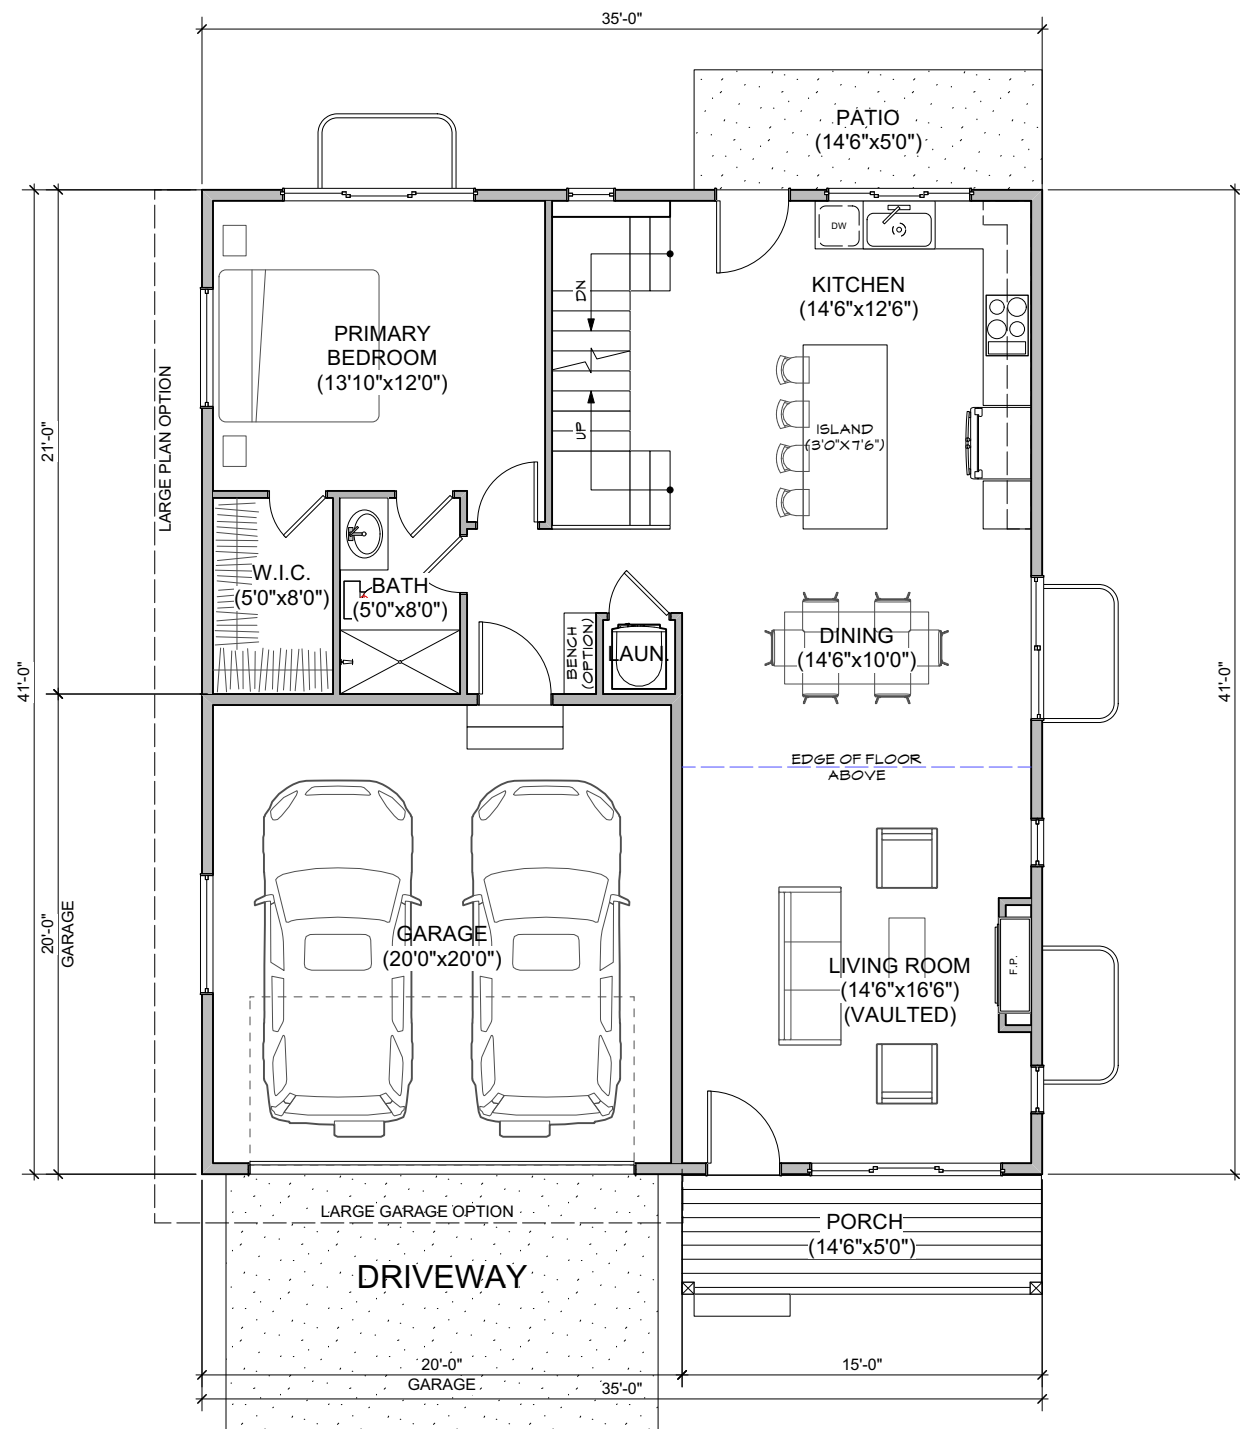 35'-0"
PATIO
(14'6"x5'0")
DW
DN
KITCHEN
(14'6"x12'6")
PRIMARY
BEDROOM
(13'10"x12'0")
LARGE PLAN OPTION
21'-0"
UP
ISLAND
(3'0"X7'6")
W.I.C.
(5'0"x8'0")
BATH
(5'0"x8'0")
BENCH
(OPTION)
LAUN.
DINING
(14'6"x10'0")
41'-0"
41'-0"
EDGE OF FLOOR
ABOVE
20'-0"
GARAGE
GARAGE
(20'0"x20'0")
F.P.
LIVING ROOM
(14'6"x16'6")
(VAULTED)
LARGE GARAGE OPTION
PORCH
(14'6"x5'0")
DRIVEWAY
20'-0"
GARAGE
15'-0"
35'-0"